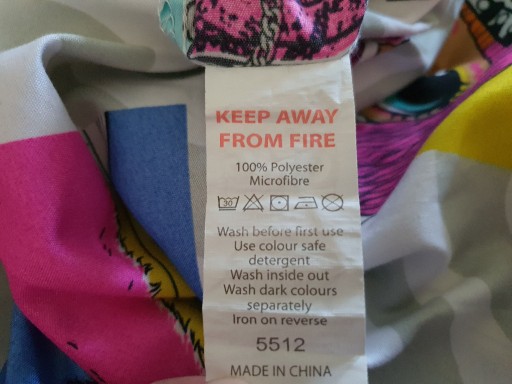 KEEP AWAY
FROM FIRE
100% Polyester
Microfibre
30
Wash before first use
Use colour safe
detergent
Wash inside out
Wash dark colours
separately
Iron on reverse
5512
MADE IN CHINA